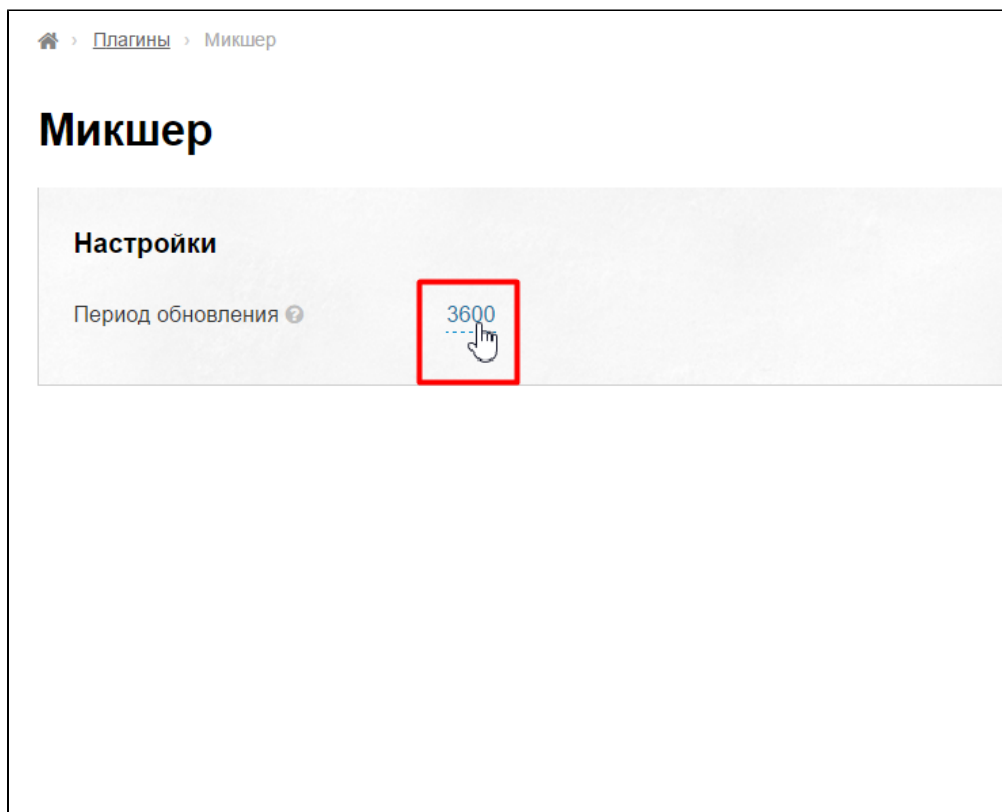 Плагины › Микшер
Микшер
Настройки
Период обновления
3600